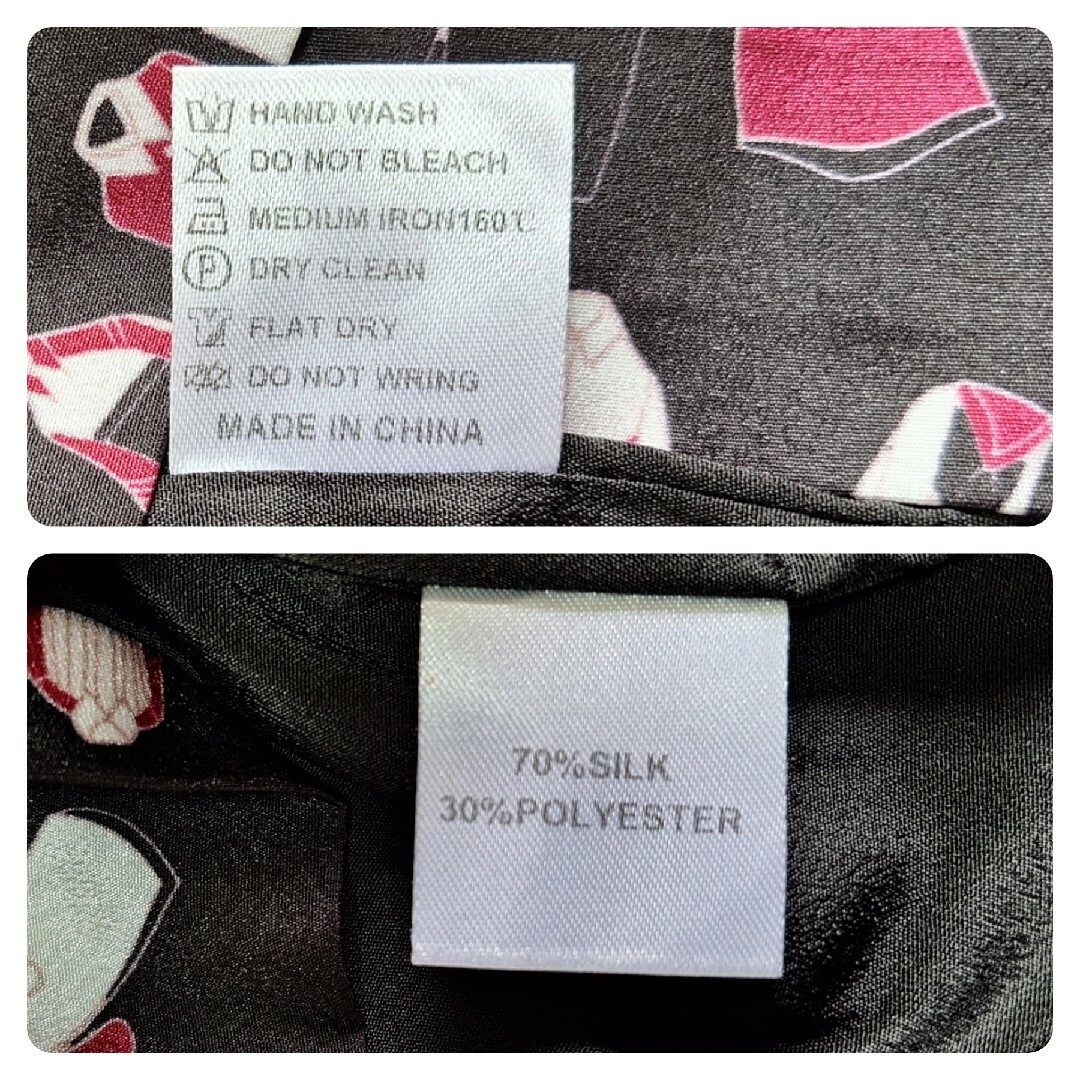 HAND WASH
DO NOT BLEACH
MEDIUM IRON160℃
P DRY CLEAN
FLAT DRY
DO NOT WRING
MADE IN CHINA
70%SILK
30%POLYESTER